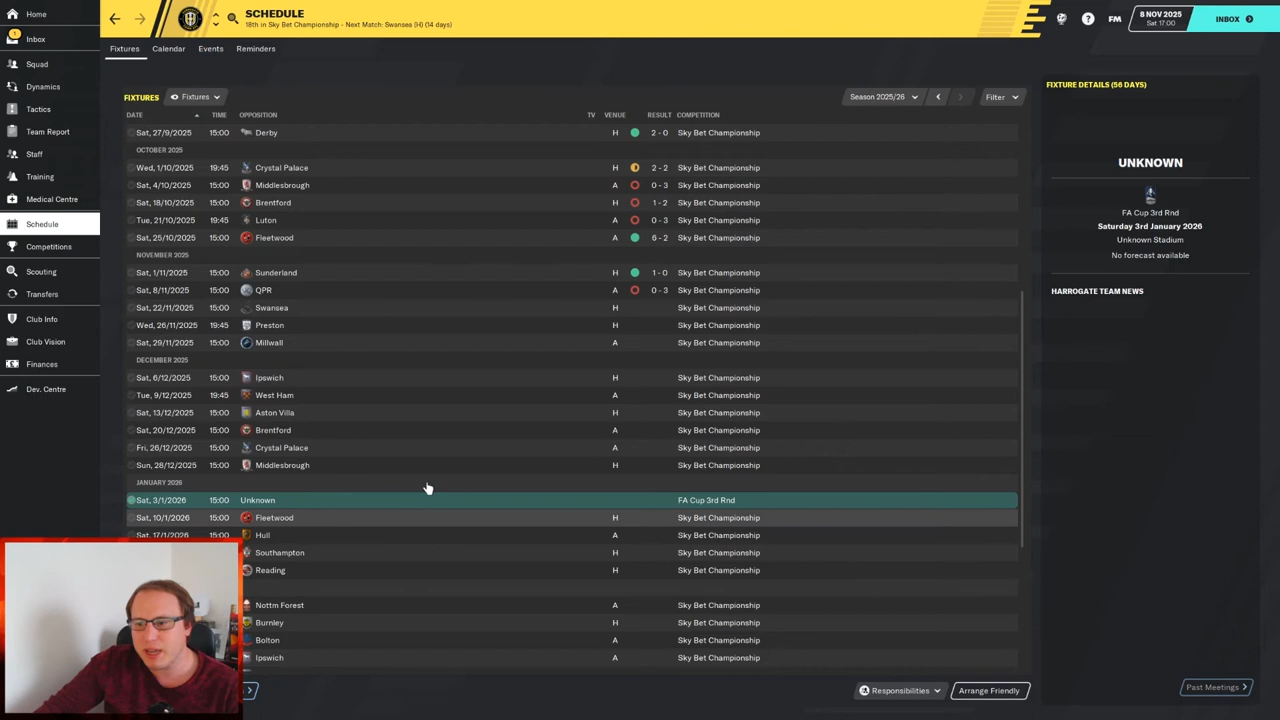 Home
Inbox
Squad
Dynamics
Tactics
Team Report
Staff
Training
Medical Centre
Schedule
Competitions
Scouting
Transfers
Club Info
Club Vision
Finances
Dev. Centre
SCHEDULE
18th in Sky Bet Championship - Next Match: Swansea (H) (14 days)
FM
8 NOV 2025
Sat 17:00
INBOX
Fixtures Calendar Events Reminders
FIXTURES Fixtures Season 2025/26 Filter
DATE TIME OPPOSITION TV VENUE RESULT COMPETITION
Sat, 27/9/2025 15:00 Derby H 2 - 0 Sky Bet Championship
OCTOBER 2025
Wed, 1/10/2025 19:45 Crystal Palace H 2 - 2 Sky Bet Championship
Sat, 4/10/2025 15:00 Middlesbrough A 0 - 3 Sky Bet Championship
Sat, 18/10/2025 15:00 Brentford H 1 - 2 Sky Bet Championship
Tue, 21/10/2025 19:45 Luton A 0 - 3 Sky Bet Championship
Sat, 25/10/2025 15:00 Fleetwood A 6 - 2 Sky Bet Championship
NOVEMBER 2025
Sat, 1/11/2025 15:00 Sunderland H 1 - 0 Sky Bet Championship
Sat, 8/11/2025 15:00 QPR A 0 - 3 Sky Bet Championship
Sat, 22/11/2025 15:00 Swansea H Sky Bet Championship
Wed, 26/11/2025 19:45 Preston H Sky Bet Championship
Sat, 29/11/2025 15:00 Millwall A Sky Bet Championship
DECEMBER 2025
Sat, 6/12/2025 15:00 Ipswich H Sky Bet Championship
Tue, 9/12/2025 19:45 West Ham A Sky Bet Championship
Sat, 13/12/2025 15:00 Aston Villa H Sky Bet Championship
Sat, 20/12/2025 15:00 Brentford A Sky Bet Championship
Fri, 26/12/2025 15:00 Crystal Palace A Sky Bet Championship
Sun, 28/12/2025 15:00 Middlesbrough H Sky Bet Championship
JANUARY 2026
Sat, 3/1/2026 15:00 Unknown FA Cup 3rd Rnd
Sat, 10/1/2026 15:00 Fleetwood H Sky Bet Championship
Sat, 17/1/2026 15:00 Hull A Sky Bet Championship
Southampton H Sky Bet Championship
Reading H Sky Bet Championship
Nottm Forest A Sky Bet Championship
Burnley H Sky Bet Championship
Bolton A Sky Bet Championship
Ipswich A Sky Bet Championship
Responsibilities Arrange Friendly
FIXTURE DETAILS (56 DAYS)
UNKNOWN
FA Cup 3rd Rnd
Saturday 3rd January 2026
Unknown Stadium
No forecast available
HARROGATE TEAM NEWS
Past Meetings